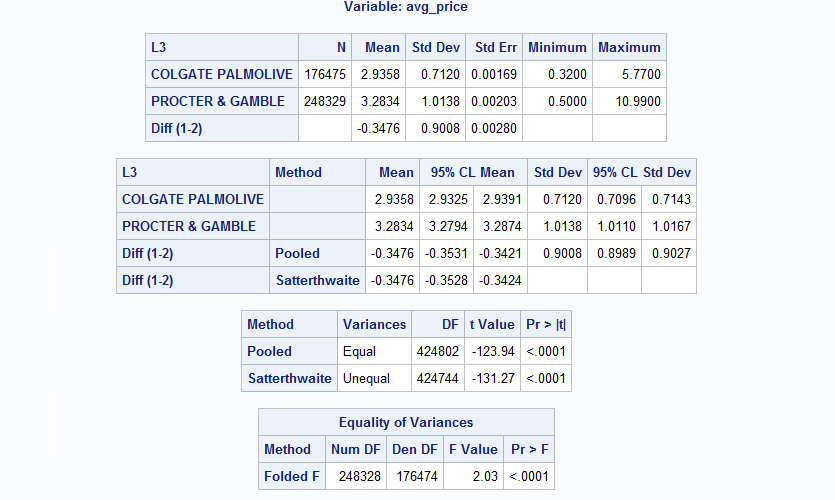 Variable: avg_price
L3 N Mean Std Dev Std Err Minimum Maximum
COLGATE PALMOLIVE 176475 2.9358 0.7120 0.00169 0.3200 5.7700
PROCTER & GAMBLE 248329 3.2834 1.0138 0.00203 0.5000 10.9900
Diff (1-2) -0.3476 0.9008 0.00280
L3 Method Mean 95% CL Mean Std Dev 95% CL Std Dev
COLGATE PALMOLIVE 2.9358 2.9325 2.9391 0.7120 0.7096 0.7143
PROCTER & GAMBLE 3.2834 3.2794 3.2874 1.0138 1.0110 1.0167
Diff (1-2) Pooled -0.3476 -0.3531 -0.3421 0.9008 0.8989 0.9027
Diff (1-2) Satterthwaite -0.3476 -0.3528 -0.3424
Method Variances DF t Value Pr > |t|
Pooled Equal 424802 -123.94 <.0001
Satterthwaite Unequal 424744 -131.27 <.0001
Equality of Variances
Method Num DF Den DF F Value Pr > F
Folded F 248328 176474 2.03 <.0001